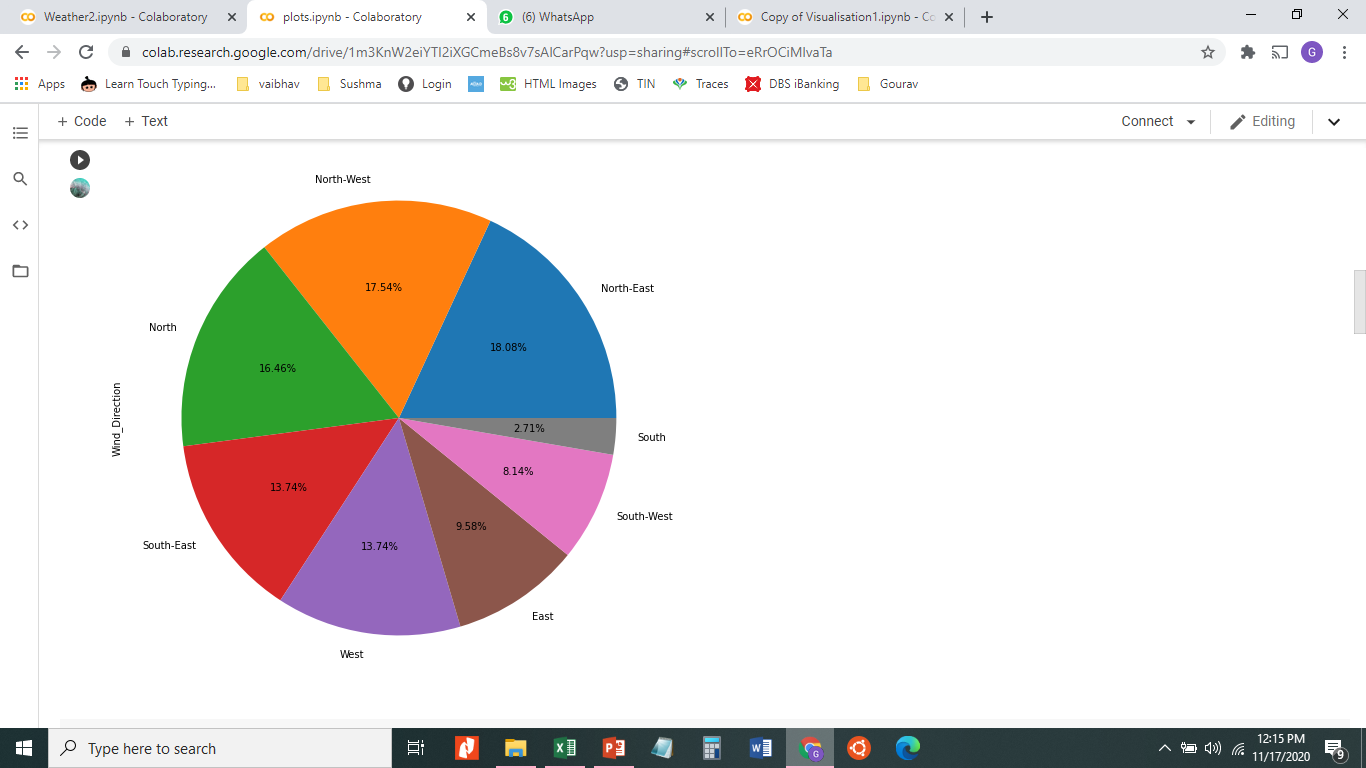 Weather2.ipynb - Colaboratory
plots.ipynb - Colaboratory
(6) WhatsApp
Copy of Visualisation1.ipynb - Co
colab.research.google.com/drive/1m3KnW2eiYTI2iXGCmeBs8v7sAlCarPqw?usp=sharing#scrollTo=eRrOCiMlvaTa
G
Apps
Learn Touch Typing...
vaibhav
Sushma
Login
HTML Images
TIN
Traces
DBS iBanking
Gourav
+ Code
+ Text
Connect
Editing
North-West
North-East
17.54%
North
18.08%
16.46%
Wind_Direction
2.71%
South
8.14%
13.74%
South-West
9.58%
South-East
13.74%
East
West
Type here to search
12:15 PM
11/17/2020
9